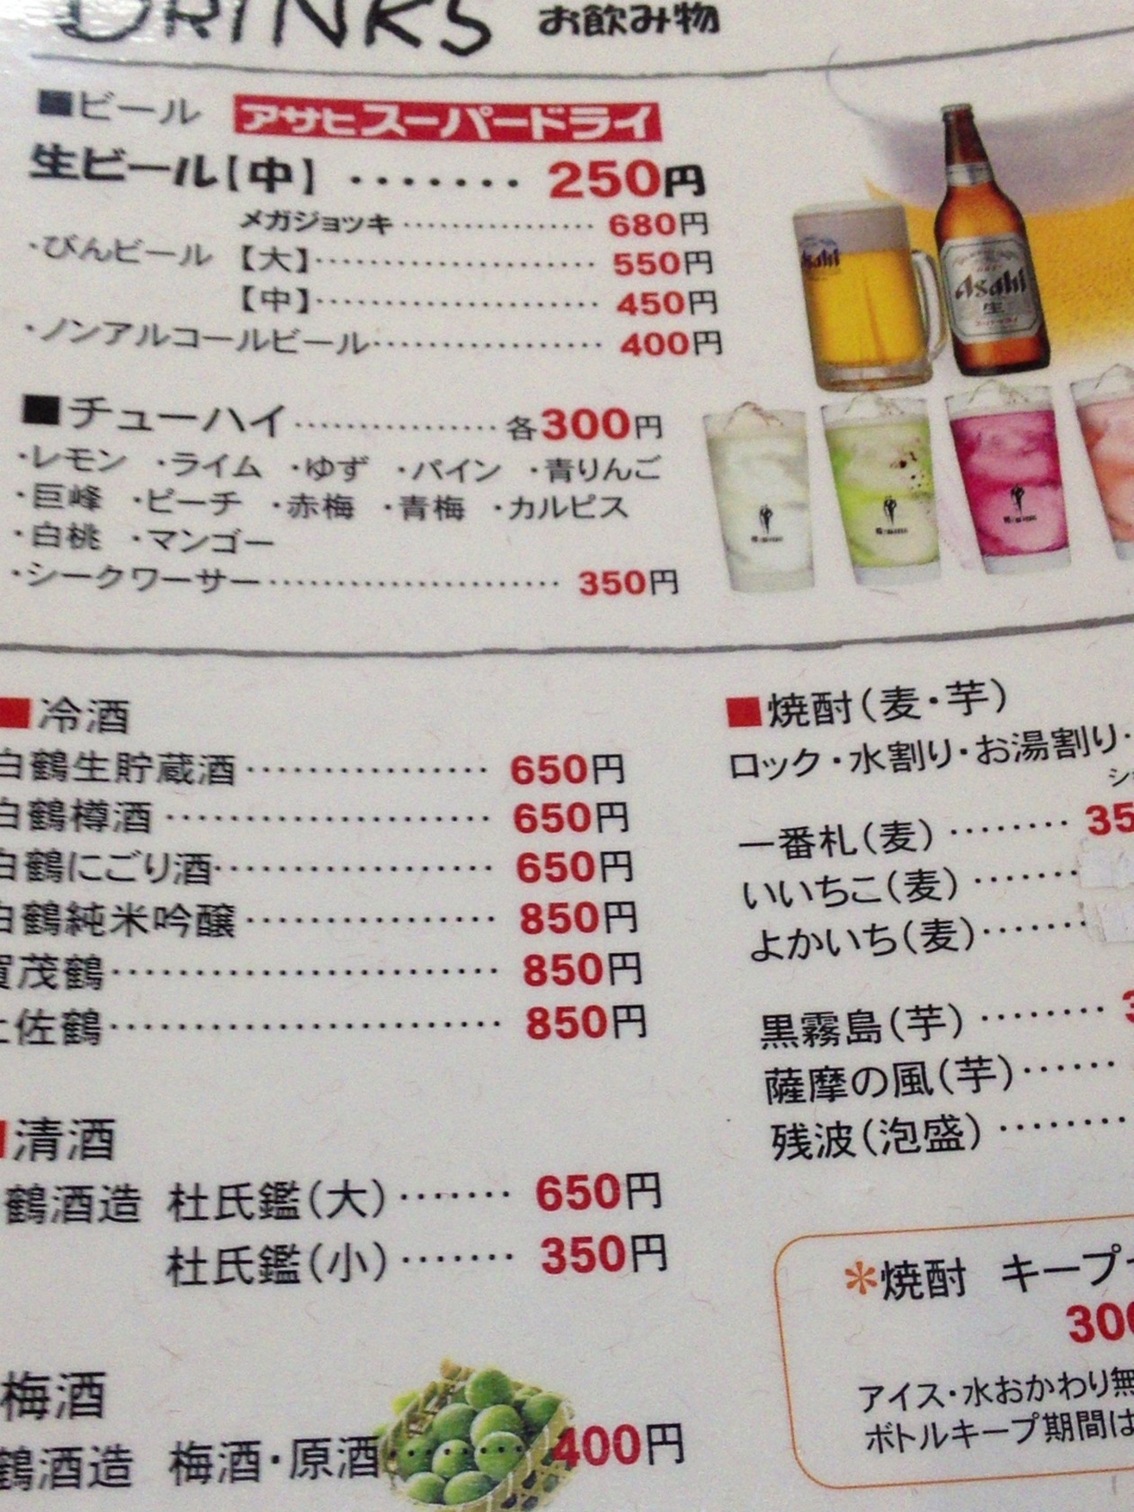 DRINKS お飲み物
■ビール アサヒスーパードライ
生ビール【中】・・・・・・・250円
メガジョッキ・・・・・・・・・・・・・・・・680円
・びんビール【大】・・・・・・・・・・・・・・・・・・・・550円
【中】・・・・・・・・・・・・・・・・・・・・450円
・ノンアルコールビール・・・・・・・・・・・・・・・・400円
■チューハイ・・・・・・・・・・・・・・・各300円
・レモン ・ライム ・ゆず ・パイン ・青りんご
・巨峰 ・ピーチ ・赤梅 ・青梅 ・カルピス
・白桃 ・マンゴー
・シークワーサー・・・・・・・・・・・・・・・・・・・・350円
Asahi
Asahi
生
■冷酒
白鶴生貯蔵酒・・・・・・・・・・・・・・・・・650円
白鶴樽酒・・・・・・・・・・・・・・・・・・・・・・・650円
白鶴にごり酒・・・・・・・・・・・・・・・・・・・650円
白鶴純米吟醸・・・・・・・・・・・・・・・・・850円
賀茂鶴・・・・・・・・・・・・・・・・・・・・・・・・・・・850円
土佐鶴・・・・・・・・・・・・・・・・・・・・・・・・・・・850円
■清酒
鶴酒造 杜氏鑑(大)・・・・・・・650円
杜氏鑑(小)・・・・・・・350円
梅酒
鶴酒造 梅酒・原酒・・・・400円
■焼酎(麦・芋)
ロック・水割り・お湯割り・
一番札(麦)・・・・・・・・35
いいちこ(麦)・・・・・・・
よかいち(麦)・・・・・・・
黒霧島(芋)・・・・・・・・3
薩摩の風(芋)・・・・・・
残波(泡盛)・・・・・・・・
*焼酎 キープ
300
アイス・水おかわり無
ボトルキープ期間は